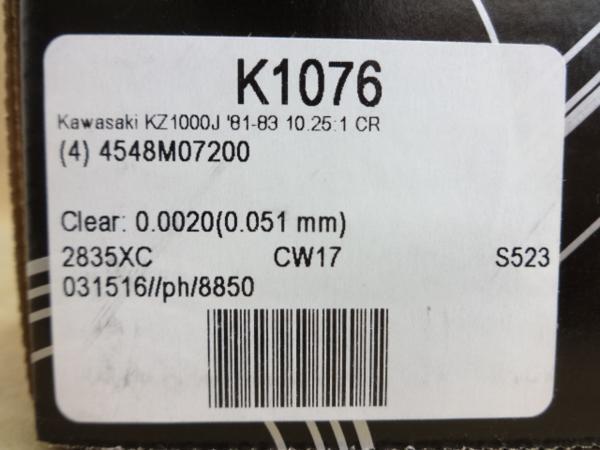 K1076
Kawasaki KZ1000J '81-83 10.25:1 CR
(4) 4548M07200
Clear: 0.0020(0.051 mm)
2835XC CW17 S523
031516//ph/8850